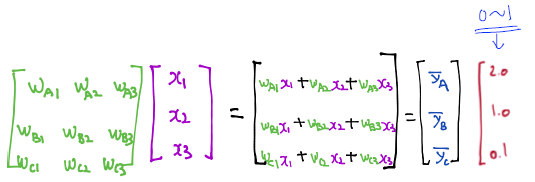 0~1
w_A1 w_A2 w_A3 x_1 w_A1x_1 + w_A2x_2 + w_A3x_3 ȳ_A 2.0
w_B1 w_B2 w_B3 x_2 = w_B1x_1 + w_B2x_2 + w_B3x_3 = ȳ_B 1.0
w_C1 w_C2 w_C3 x_3 w_C1x_1 + w_C2x_2 + w_C3x_3 ȳ_C 0.1